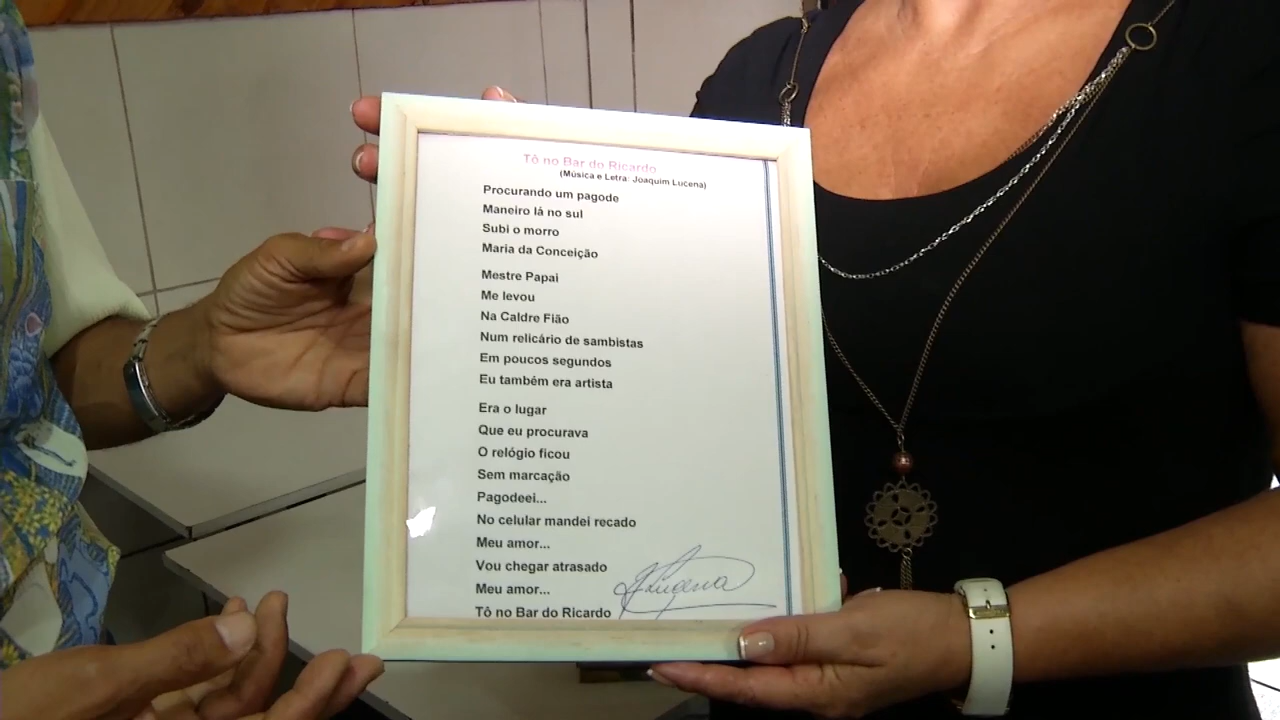 Tô no Bar do Ricardo
(Música e Letra: Joaquim Lucena)
Procurando um pagode
Maneiro lá no sul
Subi o morro
Maria da Conceição
Mestre Papai
Me levou
Na Caldre Fião
Num relicário de sambistas
Em poucos segundos
Eu também era artista
Era o lugar
Que eu procurava
O relógio ficou
Sem marcação
Pagodeei...
No celular mandei recado
Meu amor...
Vou chegar atrasado
Meu amor...
Tô no Bar do Ricardo
JLucena